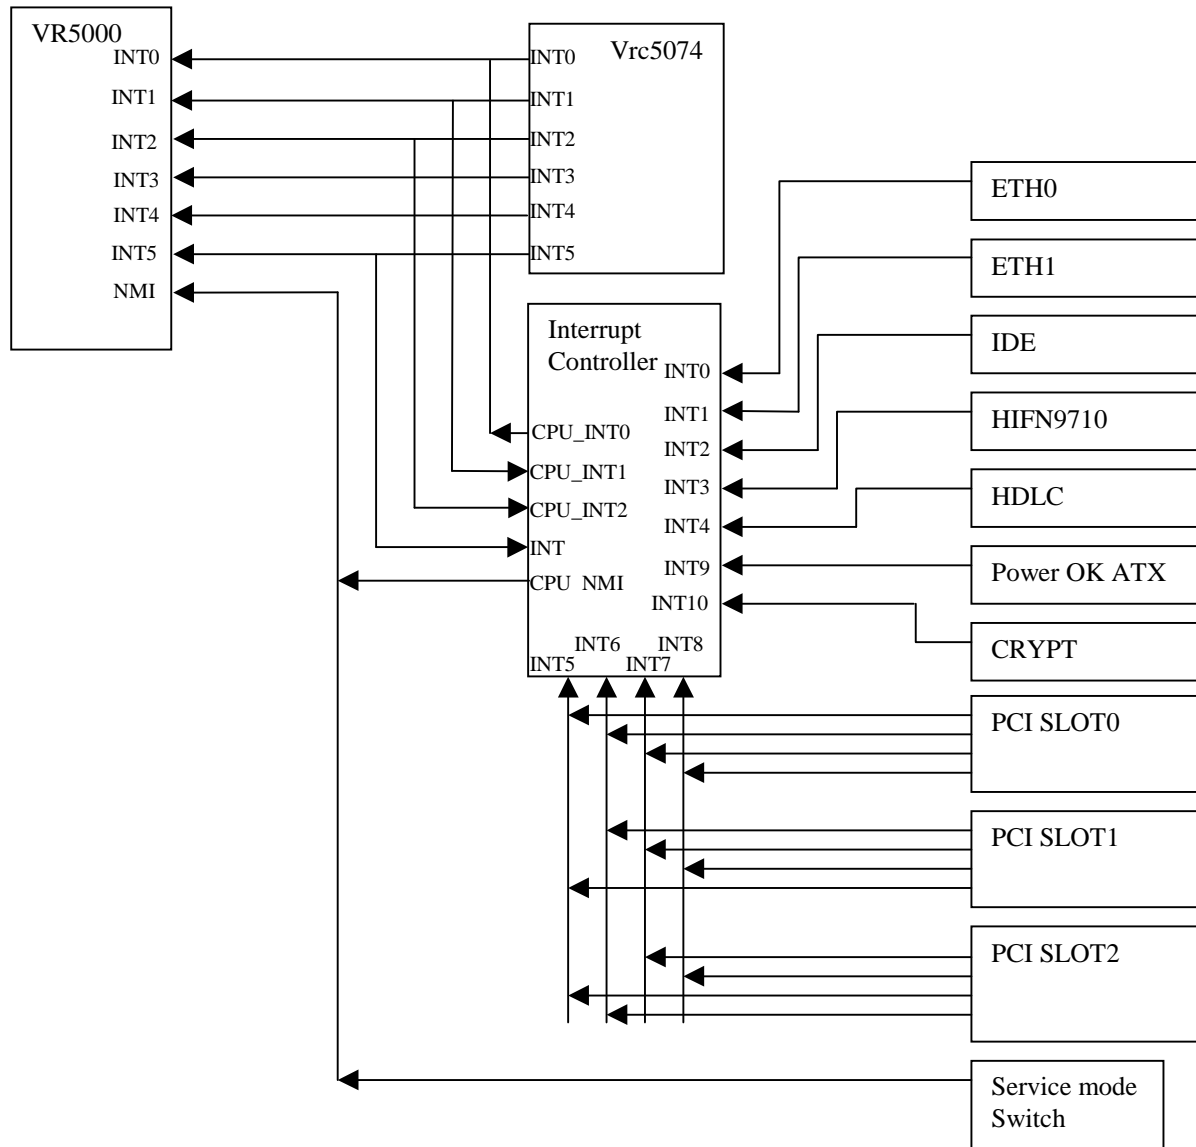 VR5000
INT0
INT1
INT2
INT3
INT4
INT5
NMI
Vrc5074
INT0
INT1
INT2
INT3
INT4
INT5
Interrupt
Controller
CPU_INT0
CPU_INT1
CPU_INT2
INT
CPU NMI
INT0
INT1
INT2
INT3
INT4
INT9
INT10
INT5
INT6
INT7
INT8
ETH0
ETH1
IDE
HIFN9710
HDLC
Power OK ATX
CRYPT
PCI SLOT0
PCI SLOT1
PCI SLOT2
Service mode
Switch